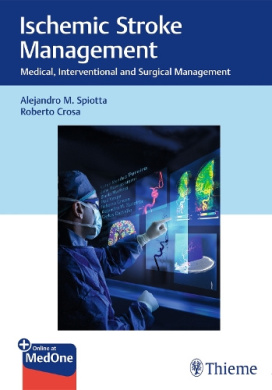 Ischemic Stroke
Management
Medical, Interventional and Surgical Management
Alejandro M. Spiotta
Roberto Crosa
Online at
MedOne
Thieme